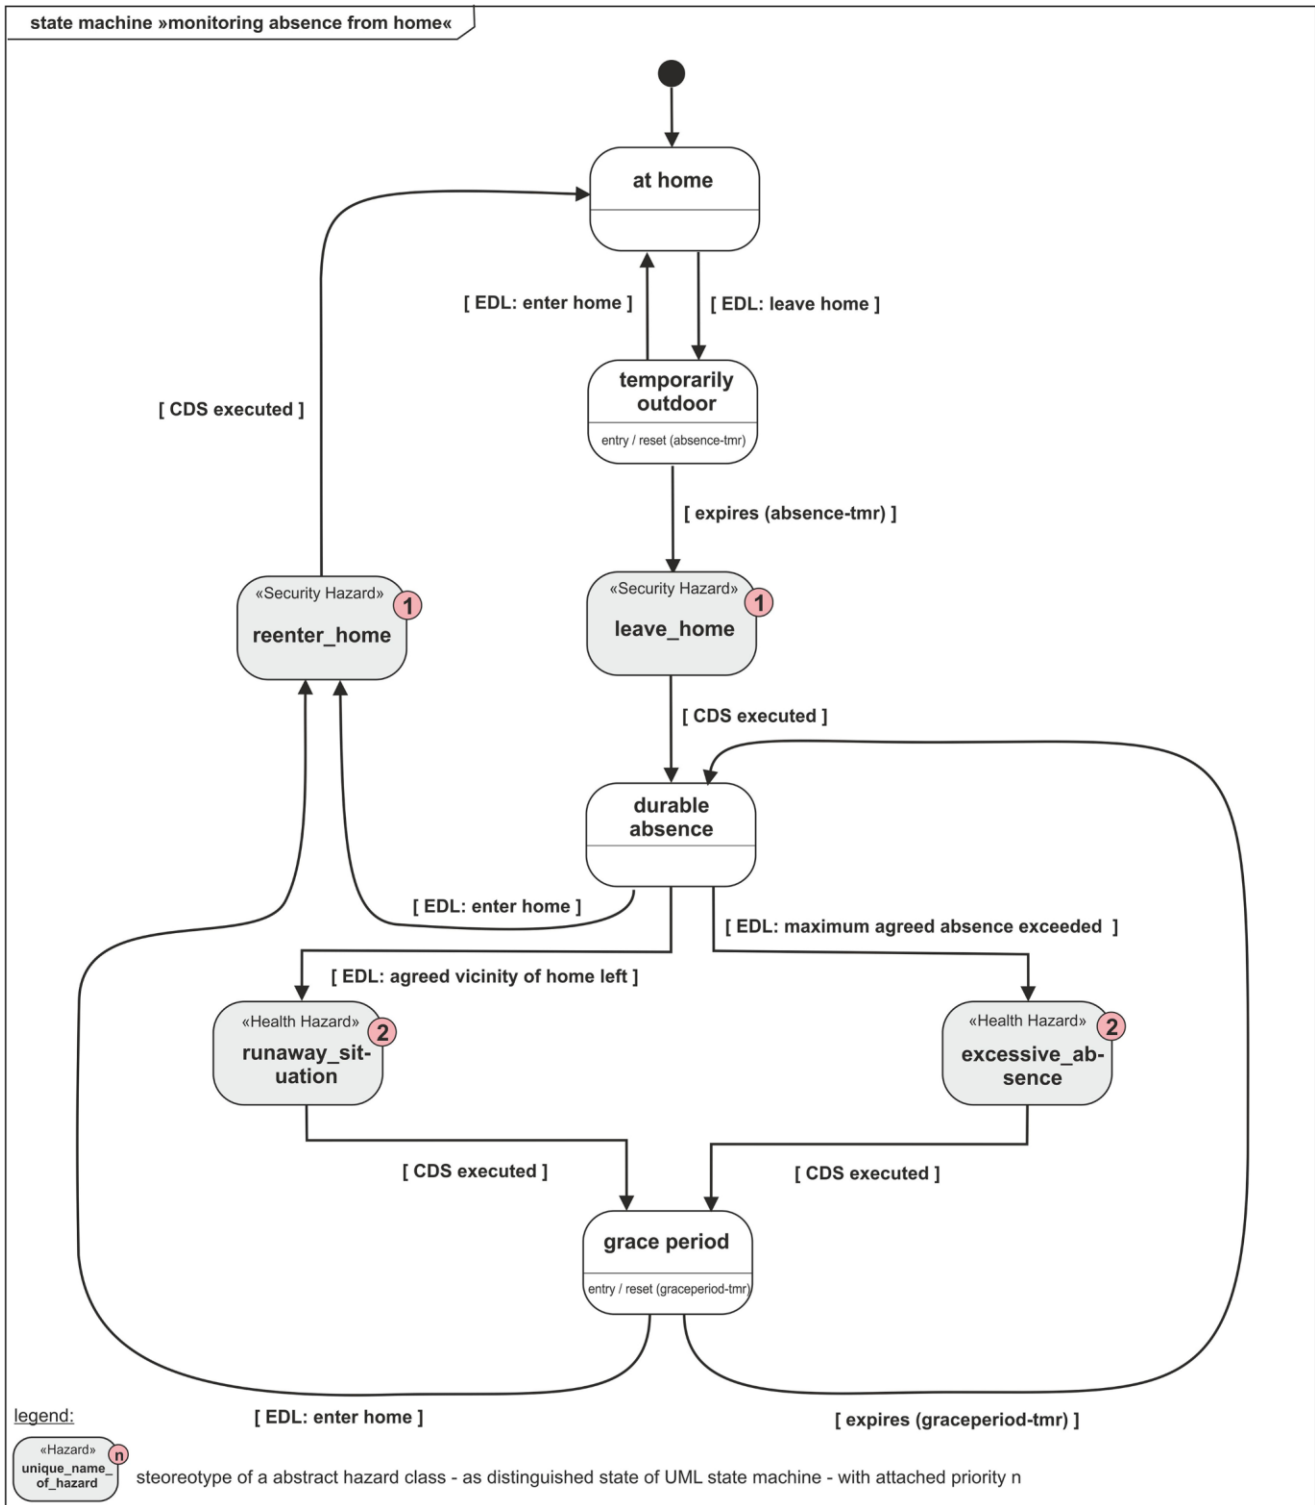 state machine »monitoring absence from home«
at home
[ EDL: enter home ]
[ EDL: leave home ]
temporarily
outdoor
entry / reset (absence-tmr)
[ CDS executed ]
[ expires (absence-tmr) ]
«Security Hazard»
1
reenter_home
«Security Hazard»
1
leave_home
[ CDS executed ]
durable
absence
[ EDL: enter home ]
[ EDL: maximum agreed absence exceeded ]
[ EDL: agreed vicinity of home left ]
«Health Hazard»
2
runaway_sit-
uation
«Health Hazard»
2
excessive_ab-
sence
[ CDS executed ]
[ CDS executed ]
grace period
entry / reset (graceperiod-tmr)
[ EDL: enter home ]
[ expires (graceperiod-tmr) ]
legend:
«Hazard»
n
unique_name_
of_hazard
steoreotype of a abstract hazard class - as distinguished state of UML state machine - with attached priority n